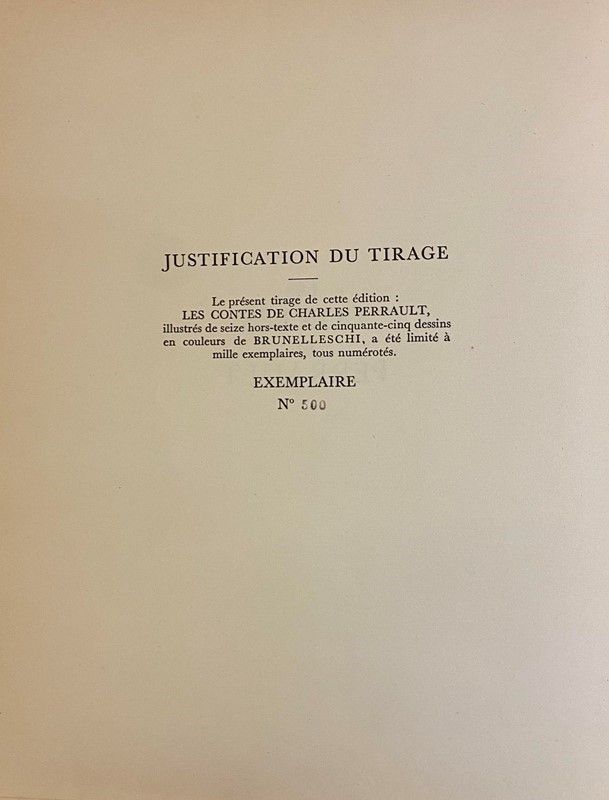 JUSTIFICATION DU TIRAGE
Le présent tirage de cette édition :
LES CONTES DE CHARLES PERRAULT,
illustrés de seize hors-texte et de cinquante-cinq dessins
en couleurs de BRUNELLESCHI, a été limité à
mille exemplaires, tous numérotés.
EXEMPLAIRE
Nº 500